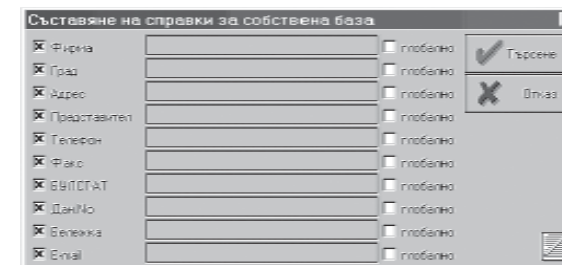 Съставяне на справки за собствена база
Фирма глобално Търсене
Град глобално
Адрес глобално Отказ
Представител глобално
Телефон глобално
Факс глобално
БУЛСТАТ глобално
ДанNo глобално
Бележка глобално
E-mail глобално